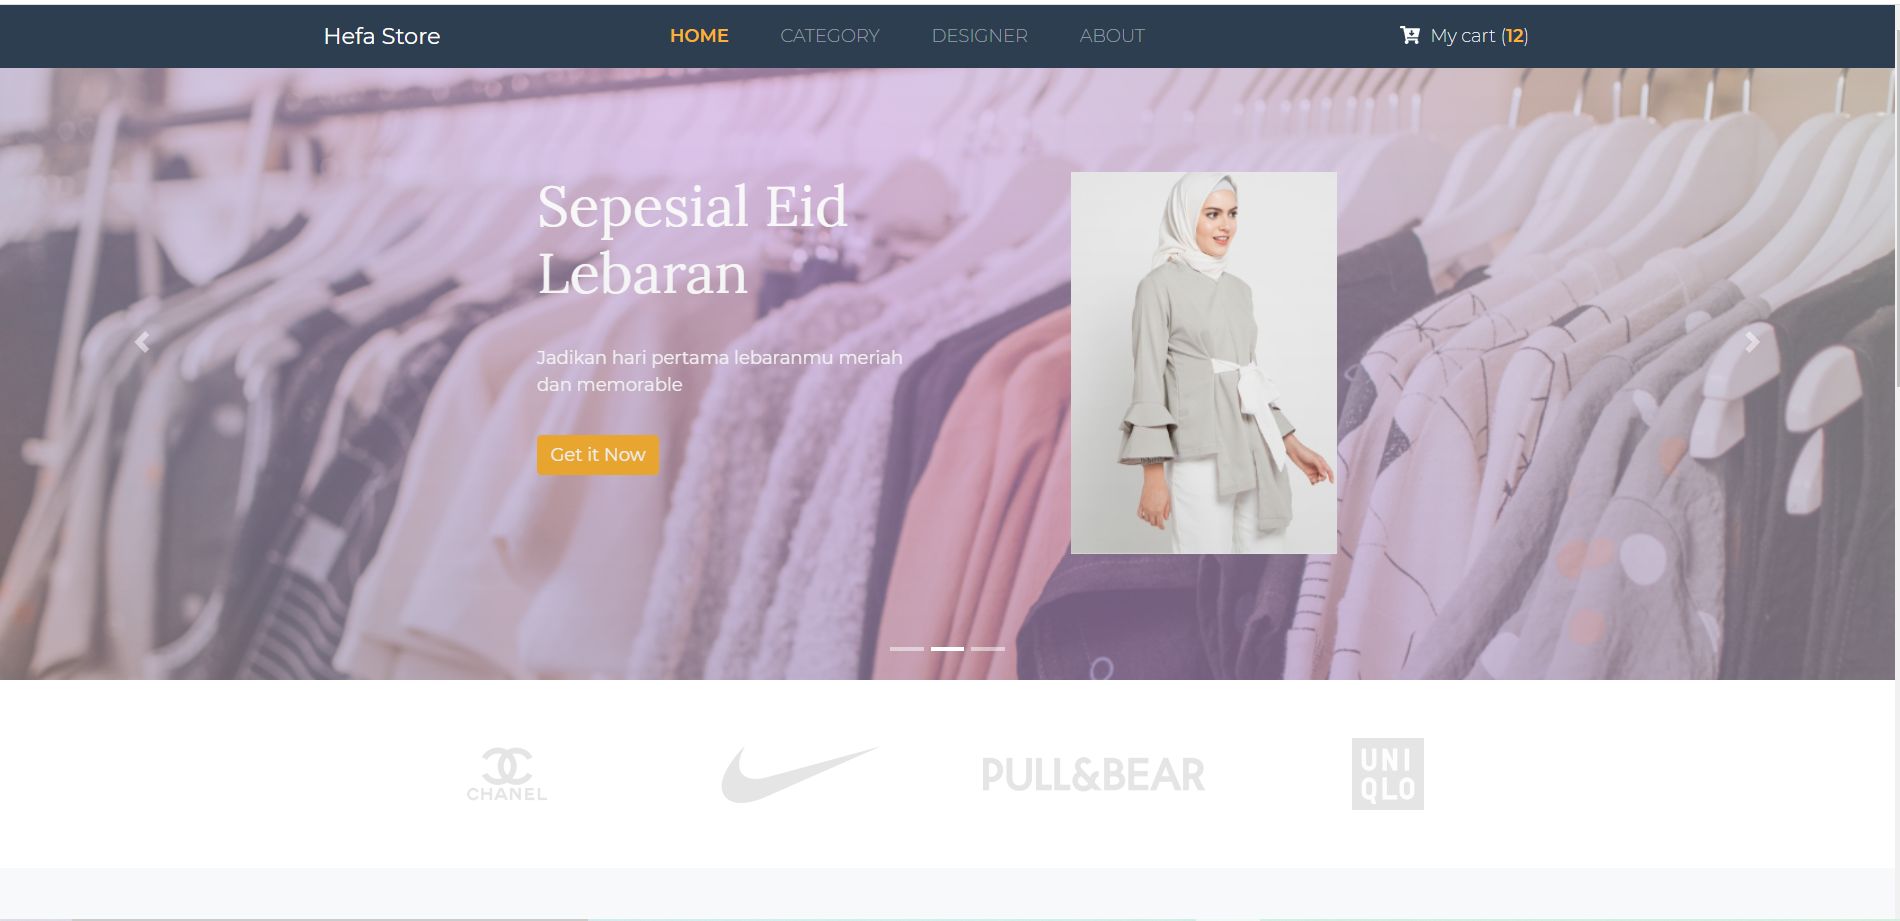 Hefa Store
HOME
CATEGORY
DESIGNER
ABOUT
My cart (12)
Sepesial Eid
Lebaran
Jadikan hari pertama lebaranmu meriah
dan memorable
Get it Now
CHANEL
PULL&BEAR
UNI
QLO